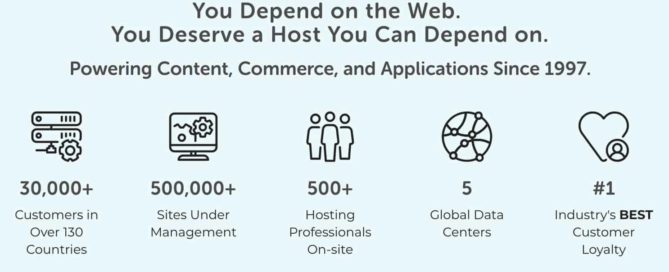 You Depend on the Web.
You Deserve a Host You Can Depend on.
Powering Content, Commerce, and Applications Since 1997.
30,000+
Customers in
Over 130
Countries
500,000+
Sites Under
Management
500+
Hosting
Professionals
On-site
5
Global Data
Centers
#1
Industry's BEST
Customer
Loyalty